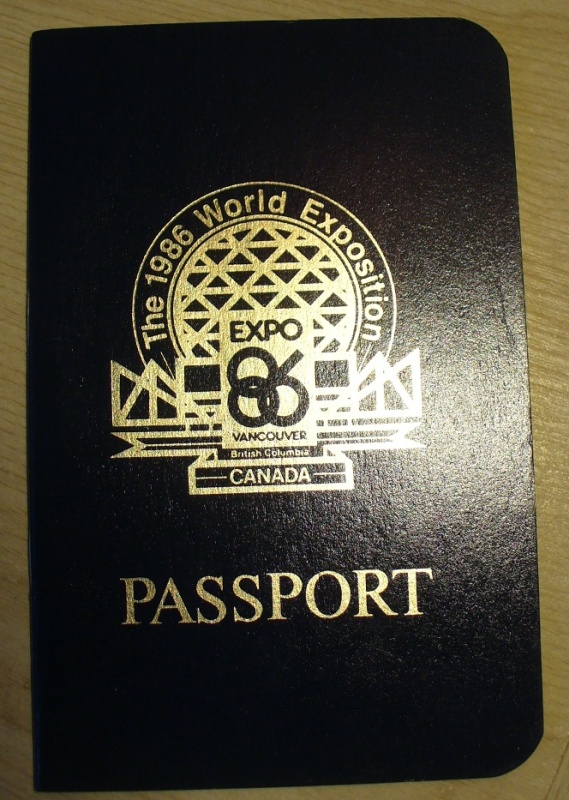 The 1986 World Exposition
EXPO
86
VANCOUVER
British Columbia
CANADA
PASSPORT